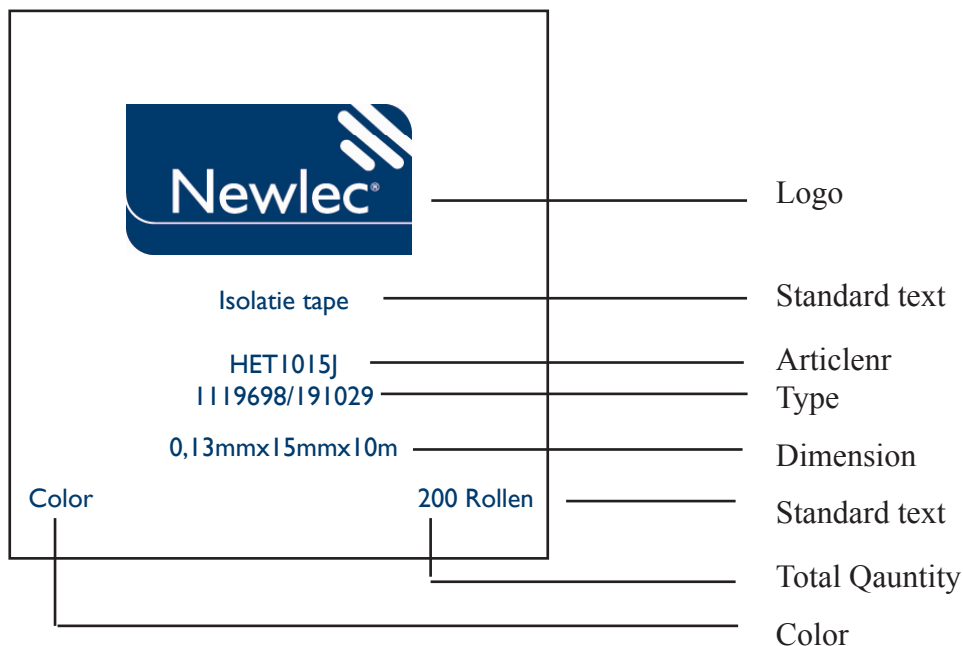 Newlec®
Logo
Isolatie tape
Standard text
HET1015J
Articlenr
1119698/191029
Type
0,13mmx15mmx10m
Dimension
Color
200 Rollen
Standard text
Total Qauntity
Color